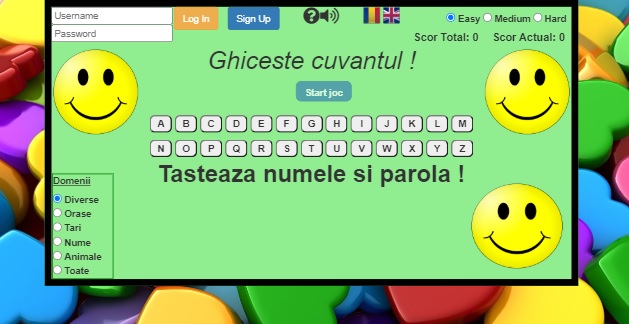 Username Log In Sign Up Easy Medium Hard
Password
Scor Total: 0 Scor Actual: 0
Ghiceste cuvantul !
Start joc
A B C D E F G H I J K L M
N O P Q R S T U V W X Y Z
Tasteaza numele si parola !
Domenii
Diverse
Orase
Tari
Nume
Animale
Toate